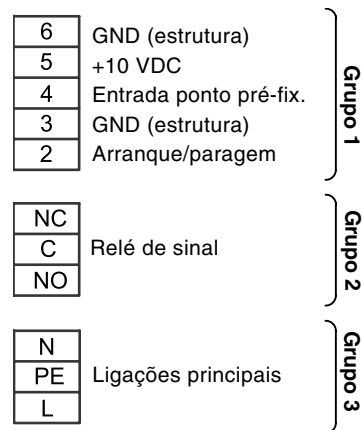 6 GND (estrutura)
5 +10 VDC
4 Entrada ponto pré-fix.
3 GND (estrutura)
2 Arranque/paragem
Grupo 1
NC
C Relé de sinal
NO
Grupo 2
N
PE Ligações principais
L
Grupo 3